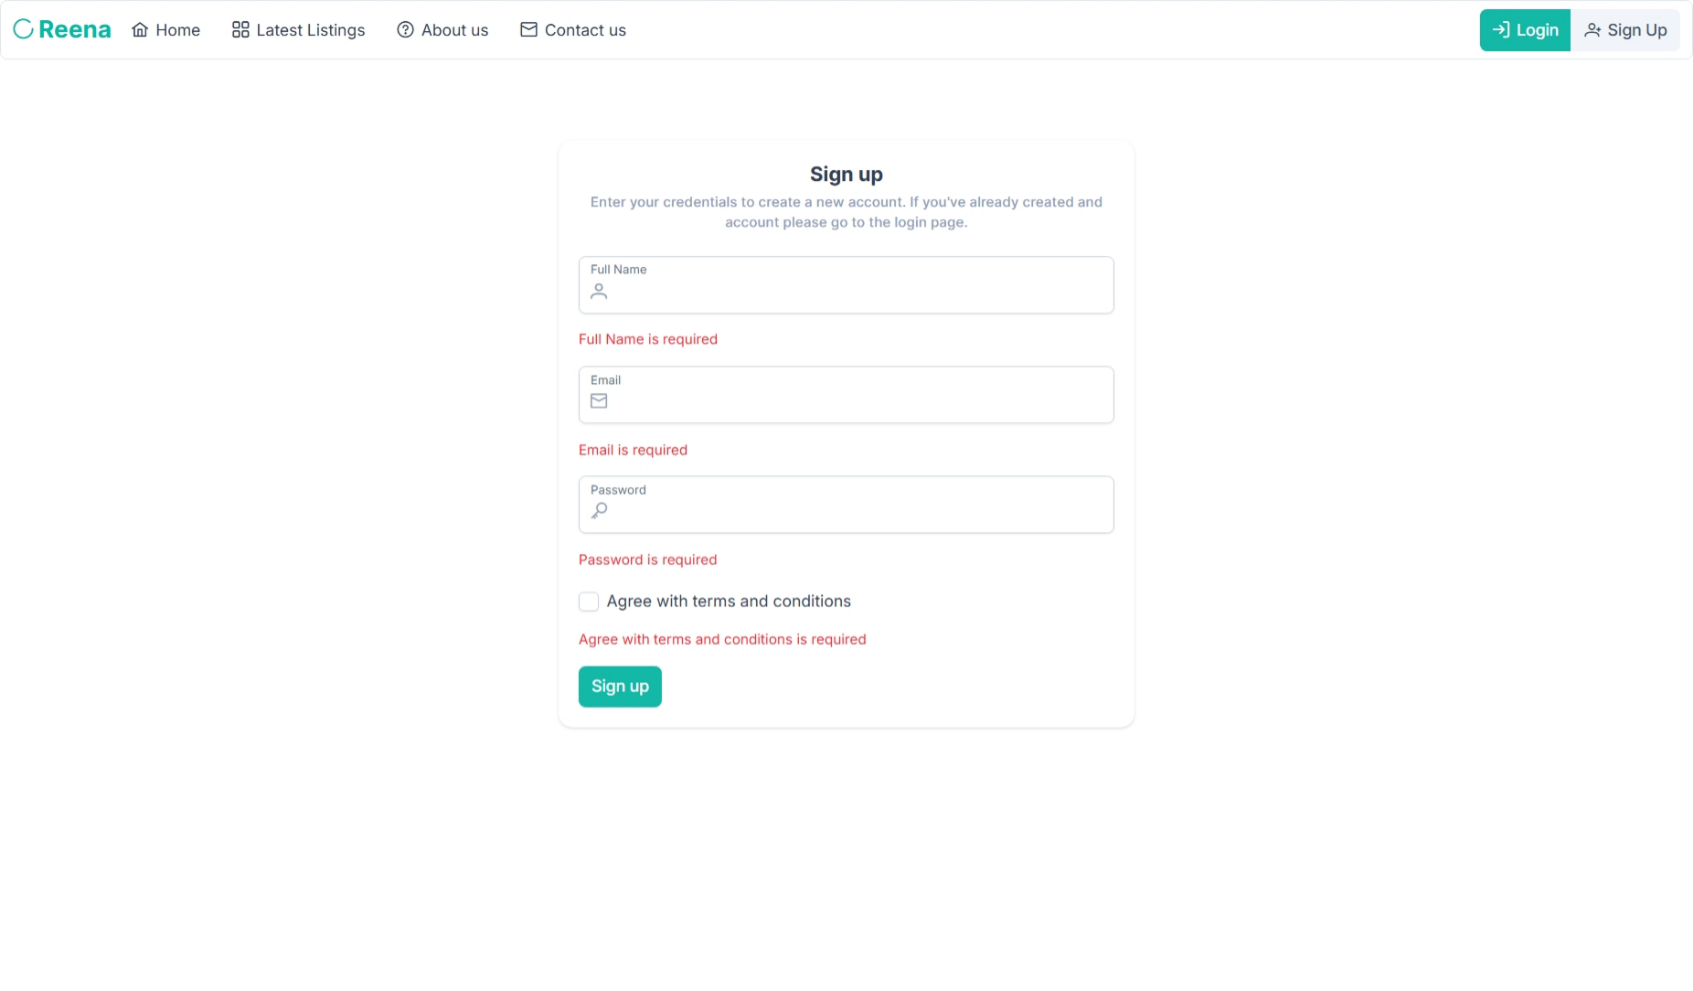 Reena
Home
Latest Listings
About us
Contact us
Login
Sign Up
Sign up
Enter your credentials to create a new account. If you've already created and
account please go to the login page.
Full Name
Full Name is required
Email
Email is required
Password
Password is required
Agree with terms and conditions
Agree with terms and conditions is required
Sign up